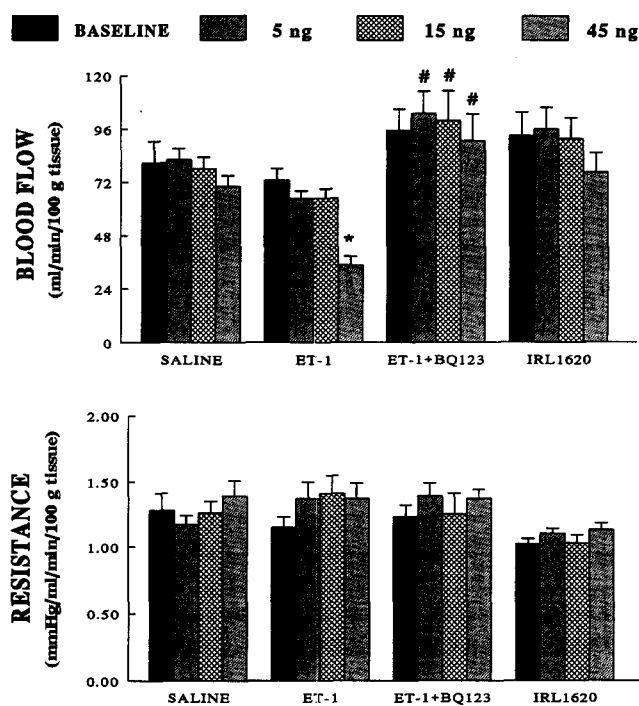 BASELINE 5 ng 15 ng 45 ng
BLOOD FLOW
(ml/min/100 g tissue)
120
96
72
48
24
0
# # #
*
SALINE ET-1 ET-1+BQ123 IRL1620
RESISTANCE
(mmHg/ml/min/100 g tissue)
2.00
1.50
1.00
0.50
0.00
SALINE ET-1 ET-1+BQ123 IRL1620